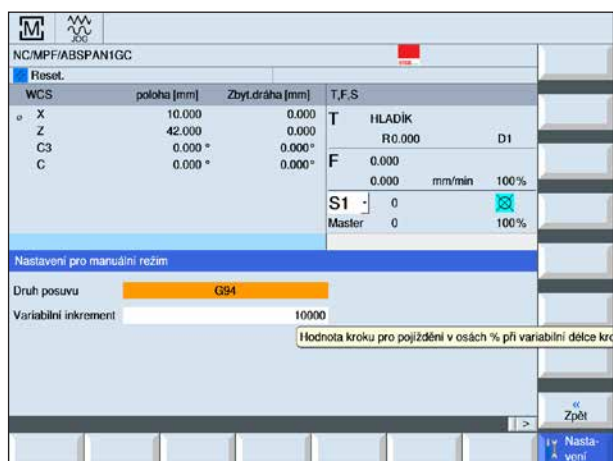 M JOG
NC/MPF/ABSPAN1GC
Reset.
WCS poloha [mm] Zbyt.dráha [mm] T,F,S
X 10.000 0.000 T HLADÍK
Z 42.000 0.000 R0.000 D1
C3 0.000 ° 0.000° F 0.000
C 0.000 ° 0.000° 0.000 mm/min 100%
S1 0
Master 0 100%
Nastavení pro manuální režim
Druh posuvu G94
Variabilní inkrement 10000
Hodnota kroku pro pojíždění v osách % při variabilní délce kro
« Zpět
> Nasta-
vení